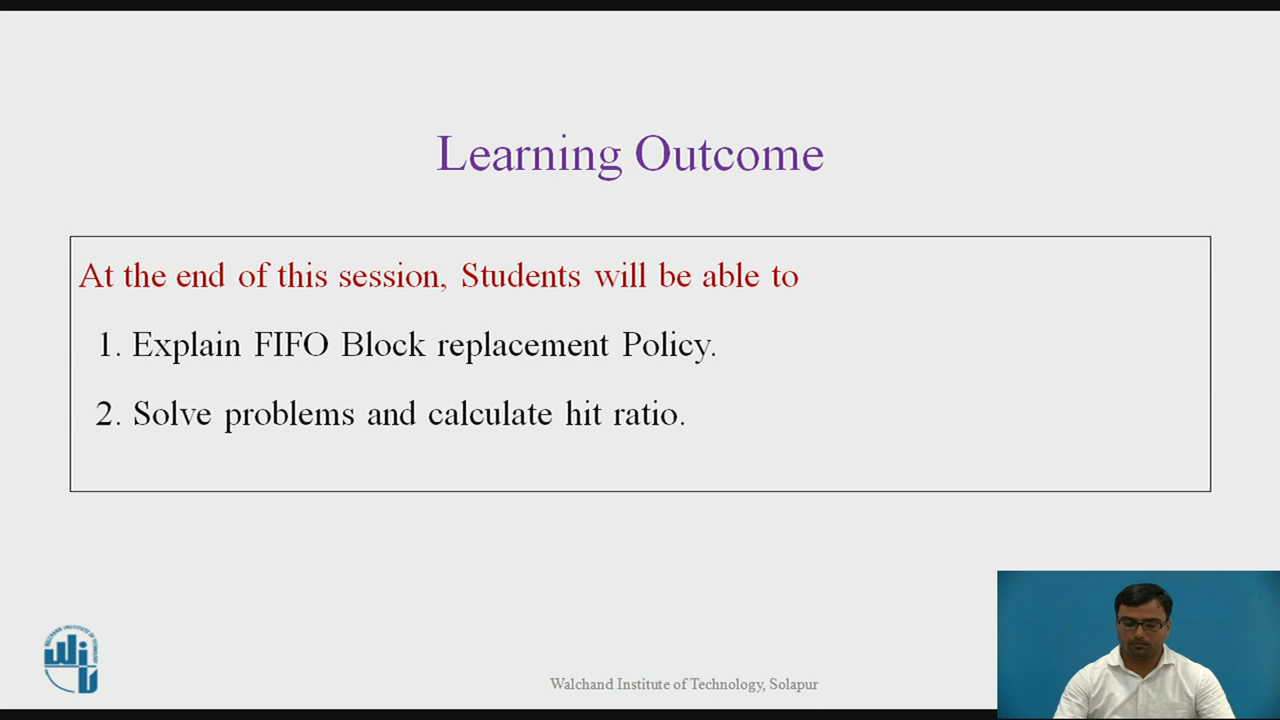 Learning Outcome
At the end of this session, Students will be able to
1. Explain FIFO Block replacement Policy.
2. Solve problems and calculate hit ratio.
Walchand Institute of Technology, Solapur